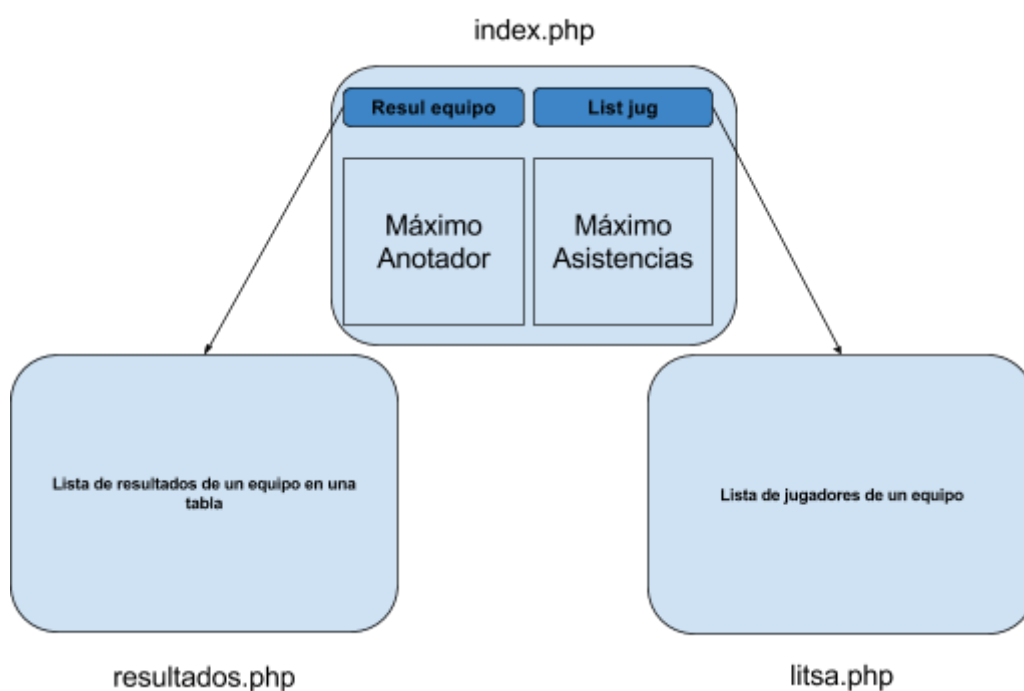 index.php
Resul equipo
List jug
Máximo
Anotador
Máximo
Asistencias
Lista de resultados de un equipo en una
tabla
Lista de jugadores de un equipo
resultados.php
litsa.php